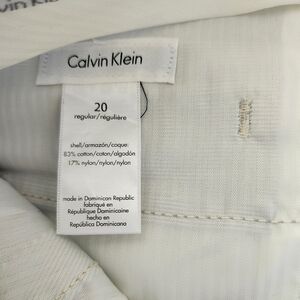 Calvin Klein
20
regular/régulière
shell/armazón/coque:
83% cotton/coton/algodón
17% nylon/nylon/nylon
made in Dominican Republic
fabriqué en
République Dominicaine
hecho en
República Dominicana